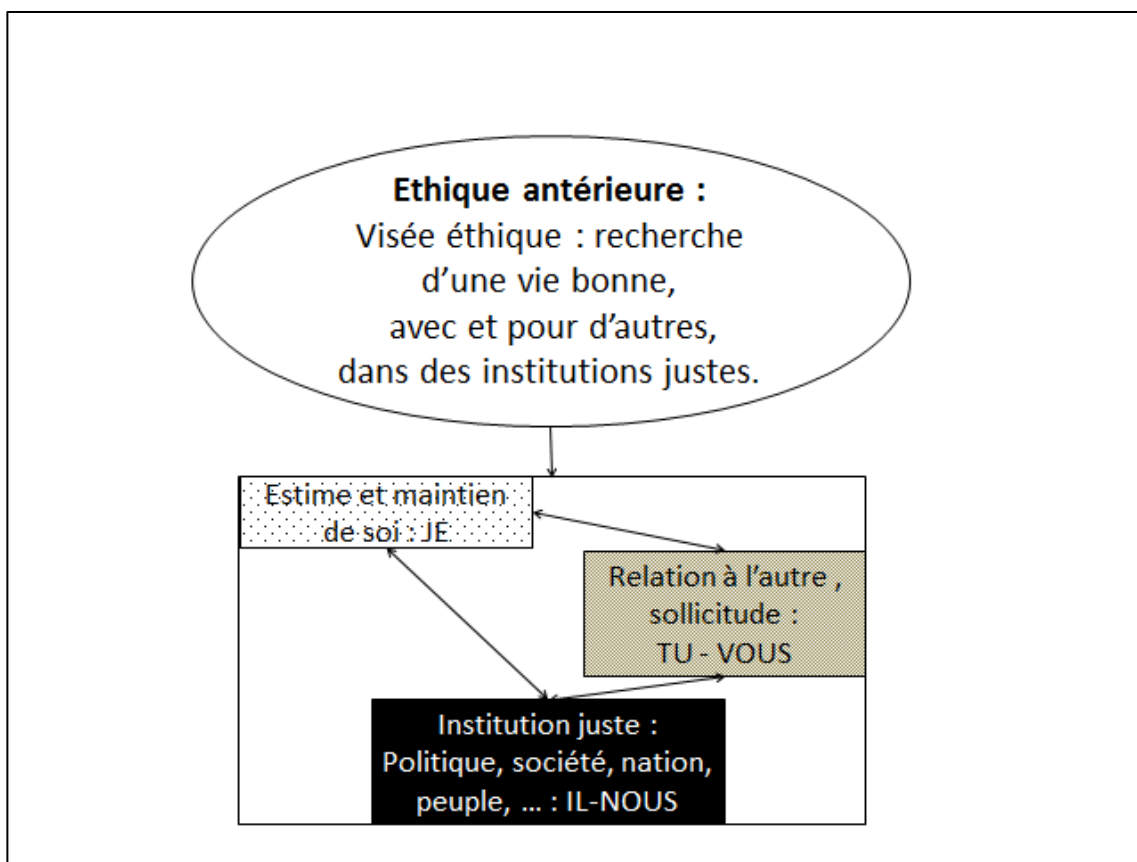 Ethique antérieure :
Visée éthique : recherche
d’une vie bonne,
avec et pour d’autres,
dans des institutions justes.
Estime et maintien
de soi : JE
Relation à l’autre ,
sollicitude :
TU - VOUS
Institution juste :
Politique, société, nation,
peuple, … : IL-NOUS